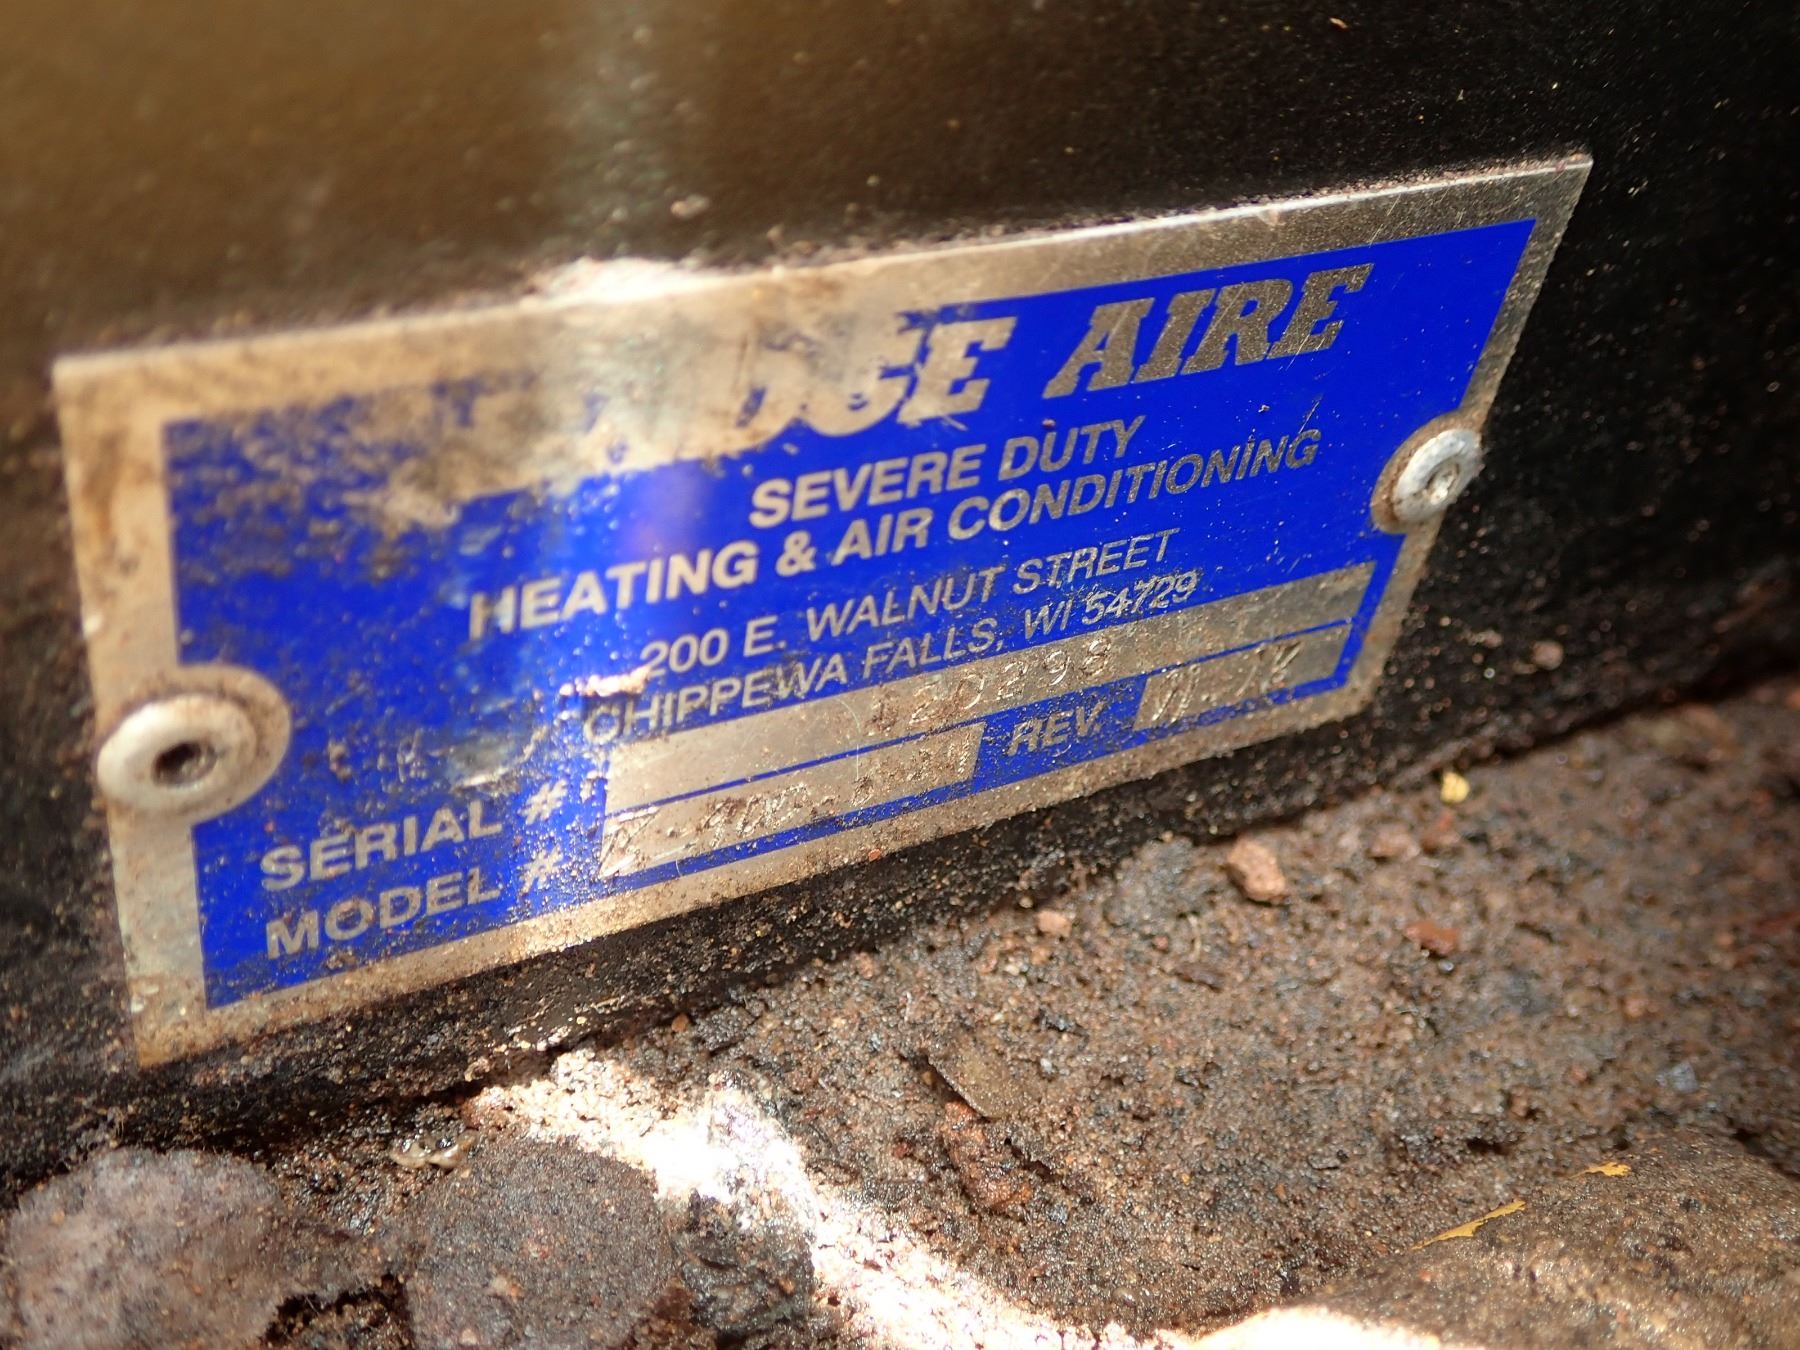 AIRE
SEVERE DUTY
HEATING & AIR CONDITIONING
200 E. WALNUT STREET
CHIPPEWA FALLS, WI 54729
SERIAL #
MODEL # REV.